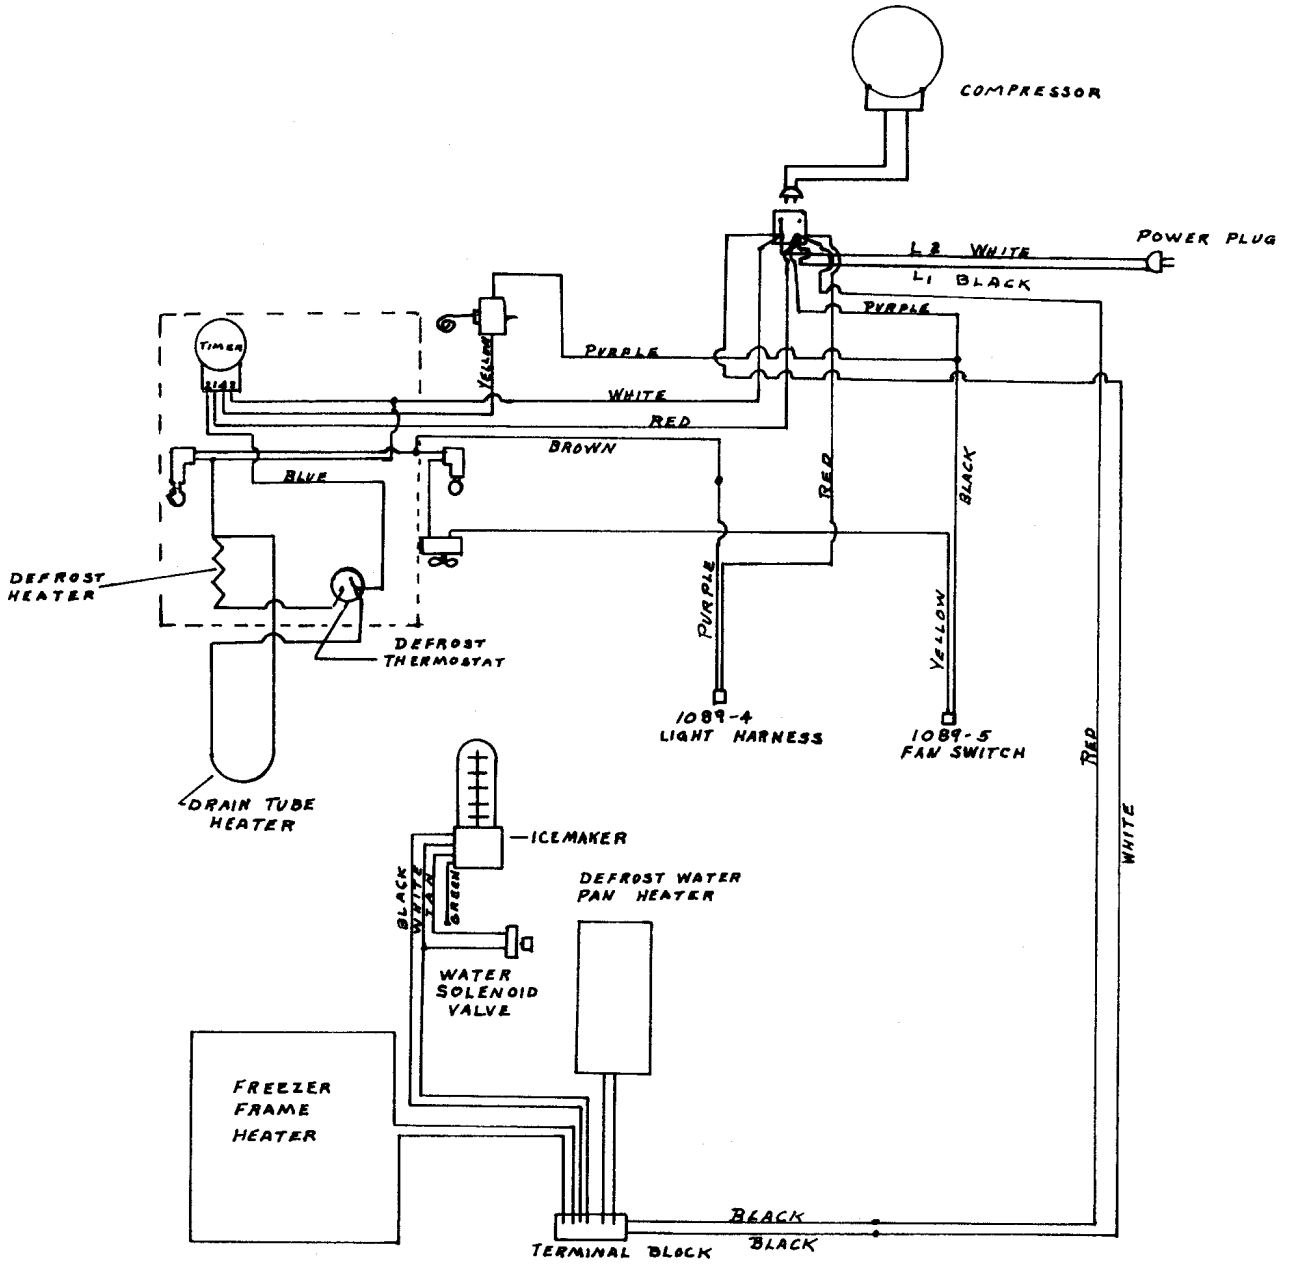 COMPRESSOR
POWER PLUG
L2 WHITE
L1 BLACK
PURPLE
TIMER
YELLOW
PURPLE
WHITE
RED
BROWN
BLUE
RED
BLACK
DEFROST
HEATER
PURPLE
YELLOW
DEFROST
THERMOSTAT
1089-4
LIGHT HARNESS
1089-5
FAN SWITCH
RED
WHITE
DRAIN TUBE
HEATER
ICEMAKER
BLACK
WHITE
TAN
GREEN
DEFROST WATER
PAN HEATER
WATER
SOLENOID
VALVE
FREEZER
FRAME
HEATER
BLACK
BLACK
TERMINAL BLOCK